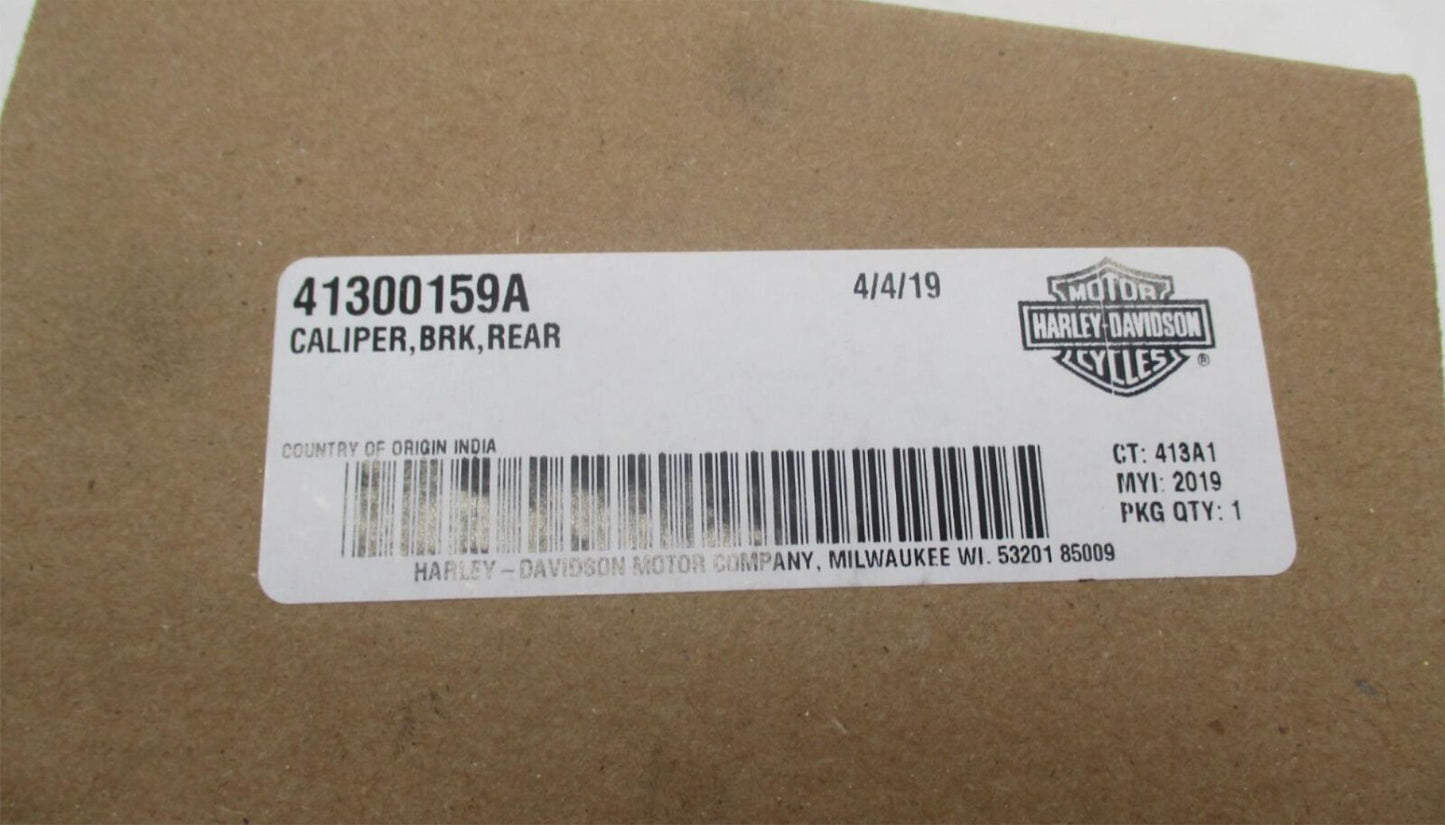 41300159A
4/4/19
CALIPER,BRK,REAR
MOTOR
HARLEY-DAVIDSON
CYCLES
®
COUNTRY OF ORIGIN INDIA
CT: 413A1
MYI: 2019
PKG QTY: 1
HARLEY-DAVIDSON MOTOR COMPANY, MILWAUKEE WI. 53201 85009